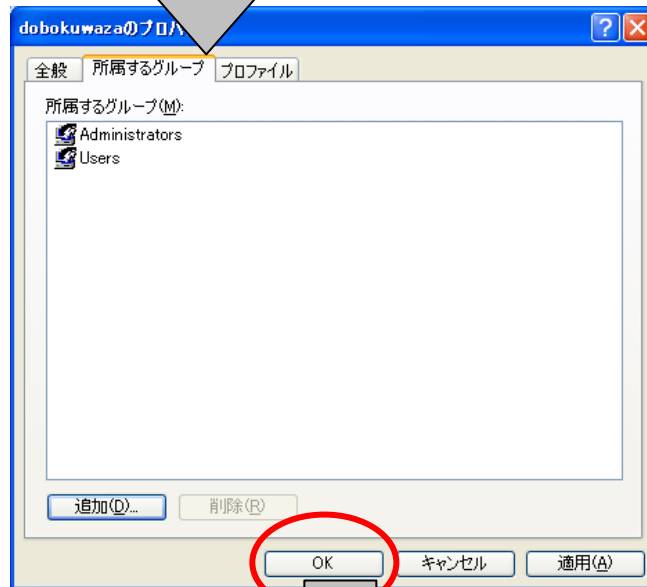 dobokuwazaのプロパ
全般 所属するグループ プロファイル
所属するグループ(M):
Administrators
Users
追加(D)... 削除(R)
OK キャンセル 適用(A)